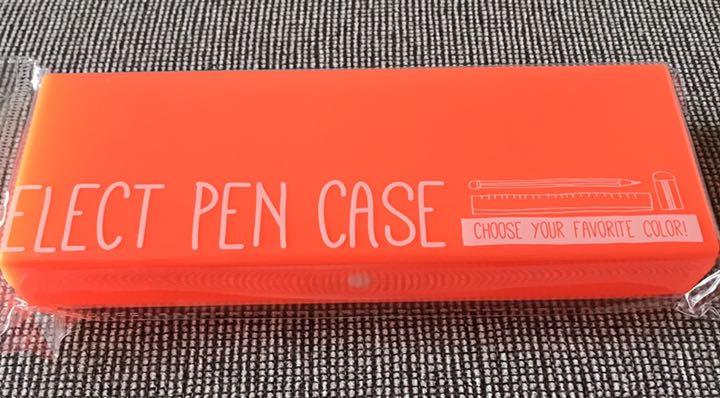 ELECT PEN CASE
CHOOSE YOUR FAVORITE COLOR!